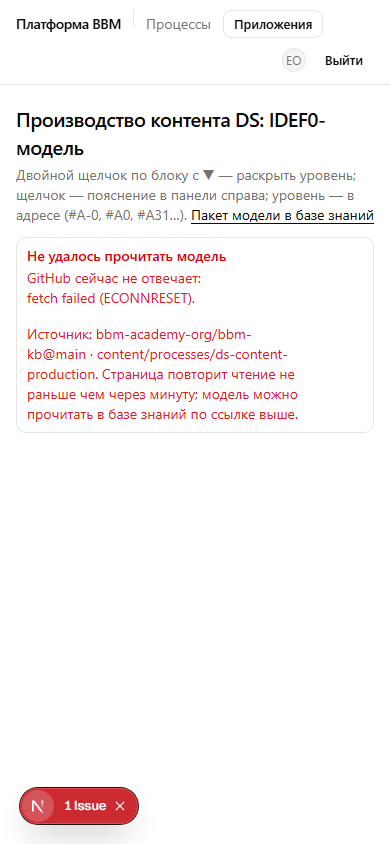 Платформа BBM
Процессы
Приложения
EO
Выйти
Производство контента DS: IDEF0-
модель
Двойной щелчок по блоку с ▼ — раскрыть уровень;
щелчок — пояснение в панели справа; уровень — в
адресе (#A-0, #A0, #A31...). Пакет модели в базе знаний
Не удалось прочитать модель
GitHub сейчас не отвечает:
fetch failed (ECONNRESET).
Источник: bbm-academy-org/bbm-
kb@main · content/processes/ds-content-
production. Страница повторит чтение не
раньше чем через минуту; модель можно
прочитать в базе знаний по ссылке выше.
N
1 Issue ×